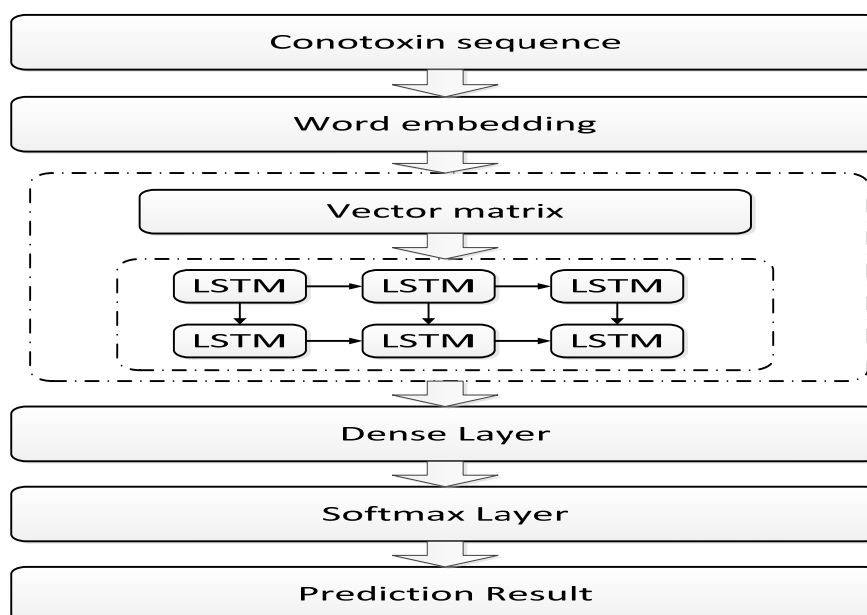 Conotoxin sequence
Word embedding
Vector matrix
LSTM LSTM LSTM
LSTM LSTM LSTM
Dense Layer
Softmax Layer
Prediction Result